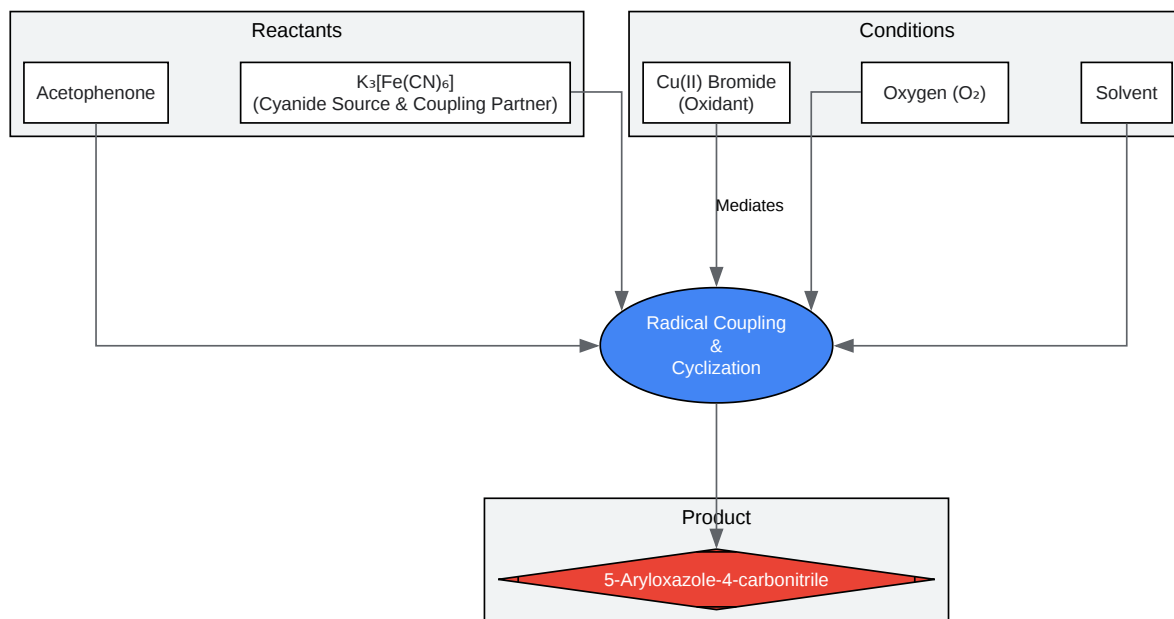 Reactants
Conditions
Acetophenone
K₃[Fe(CN)₆]
(Cyanide Source & Coupling Partner)
Cu(II) Bromide
(Oxidant)
Oxygen (O₂)
Solvent
Mediates
Radical Coupling
&
Cyclization
Product
5-Aryloxazole-4-carbonitrile